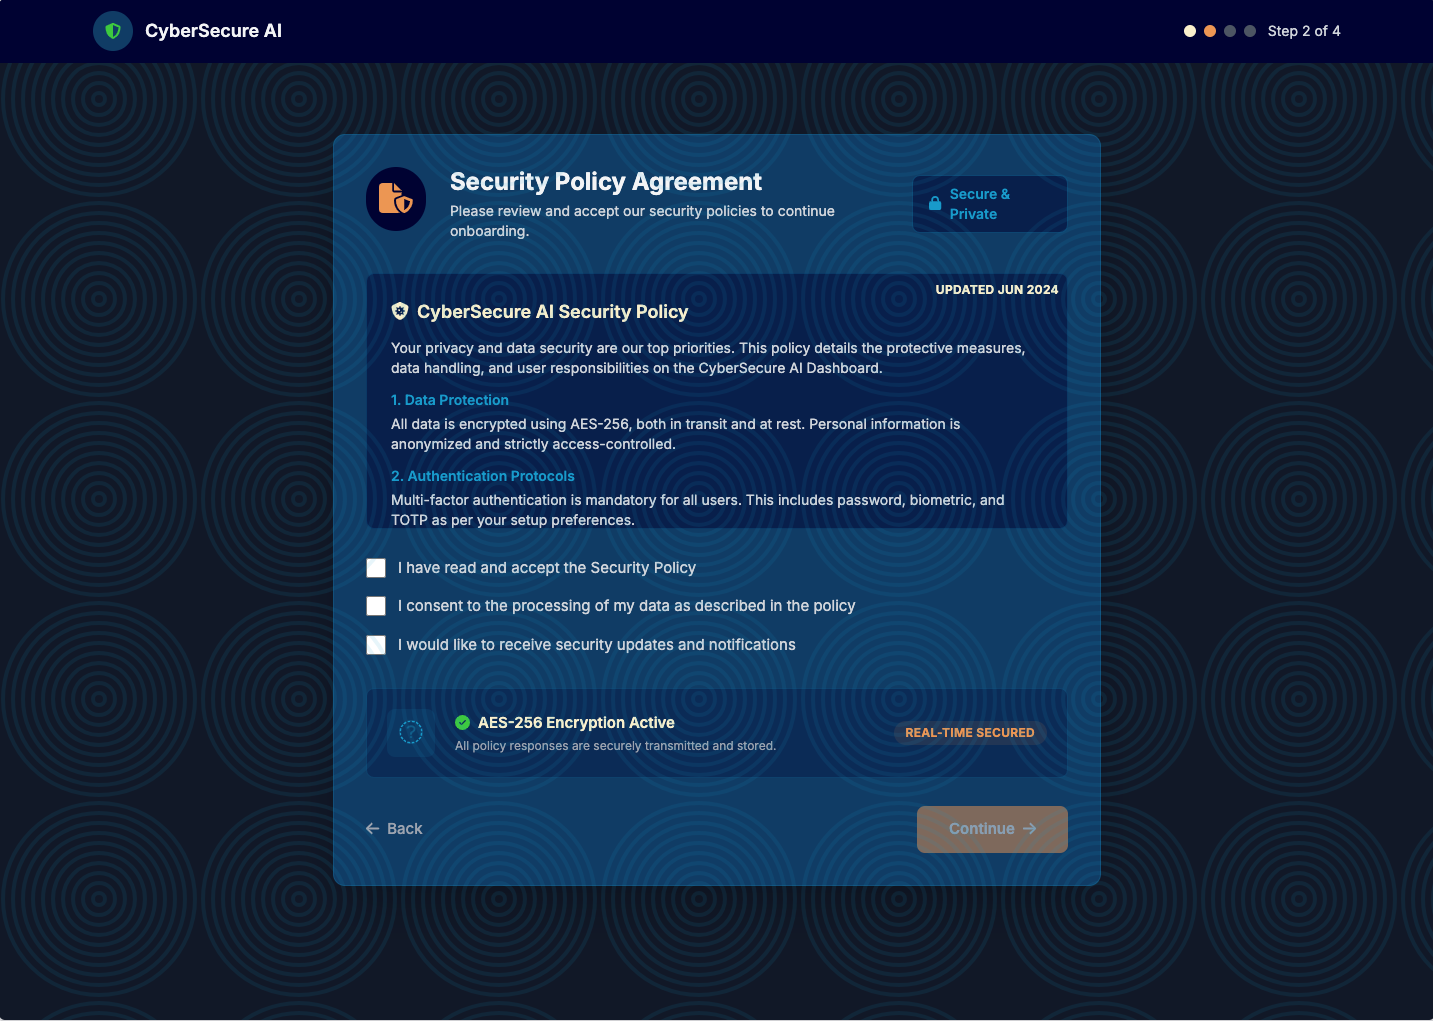 CyberSecure AI
Step 2 of 4
Security Policy Agreement
Please review and accept our security policies to continue
onboarding.
Secure &
Private
UPDATED JUN 2024
CyberSecure AI Security Policy
Your privacy and data security are our top priorities. This policy details the protective measures,
data handling, and user responsibilities on the CyberSecure AI Dashboard.
1. Data Protection
All data is encrypted using AES-256, both in transit and at rest. Personal information is
anonymized and strictly access-controlled.
2. Authentication Protocols
Multi-factor authentication is mandatory for all users. This includes password, biometric, and
TOTP as per your setup preferences.
I have read and accept the Security Policy
I consent to the processing of my data as described in the policy
I would like to receive security updates and notifications
AES-256 Encryption Active
All policy responses are securely transmitted and stored.
REAL-TIME SECURED
Back
Continue